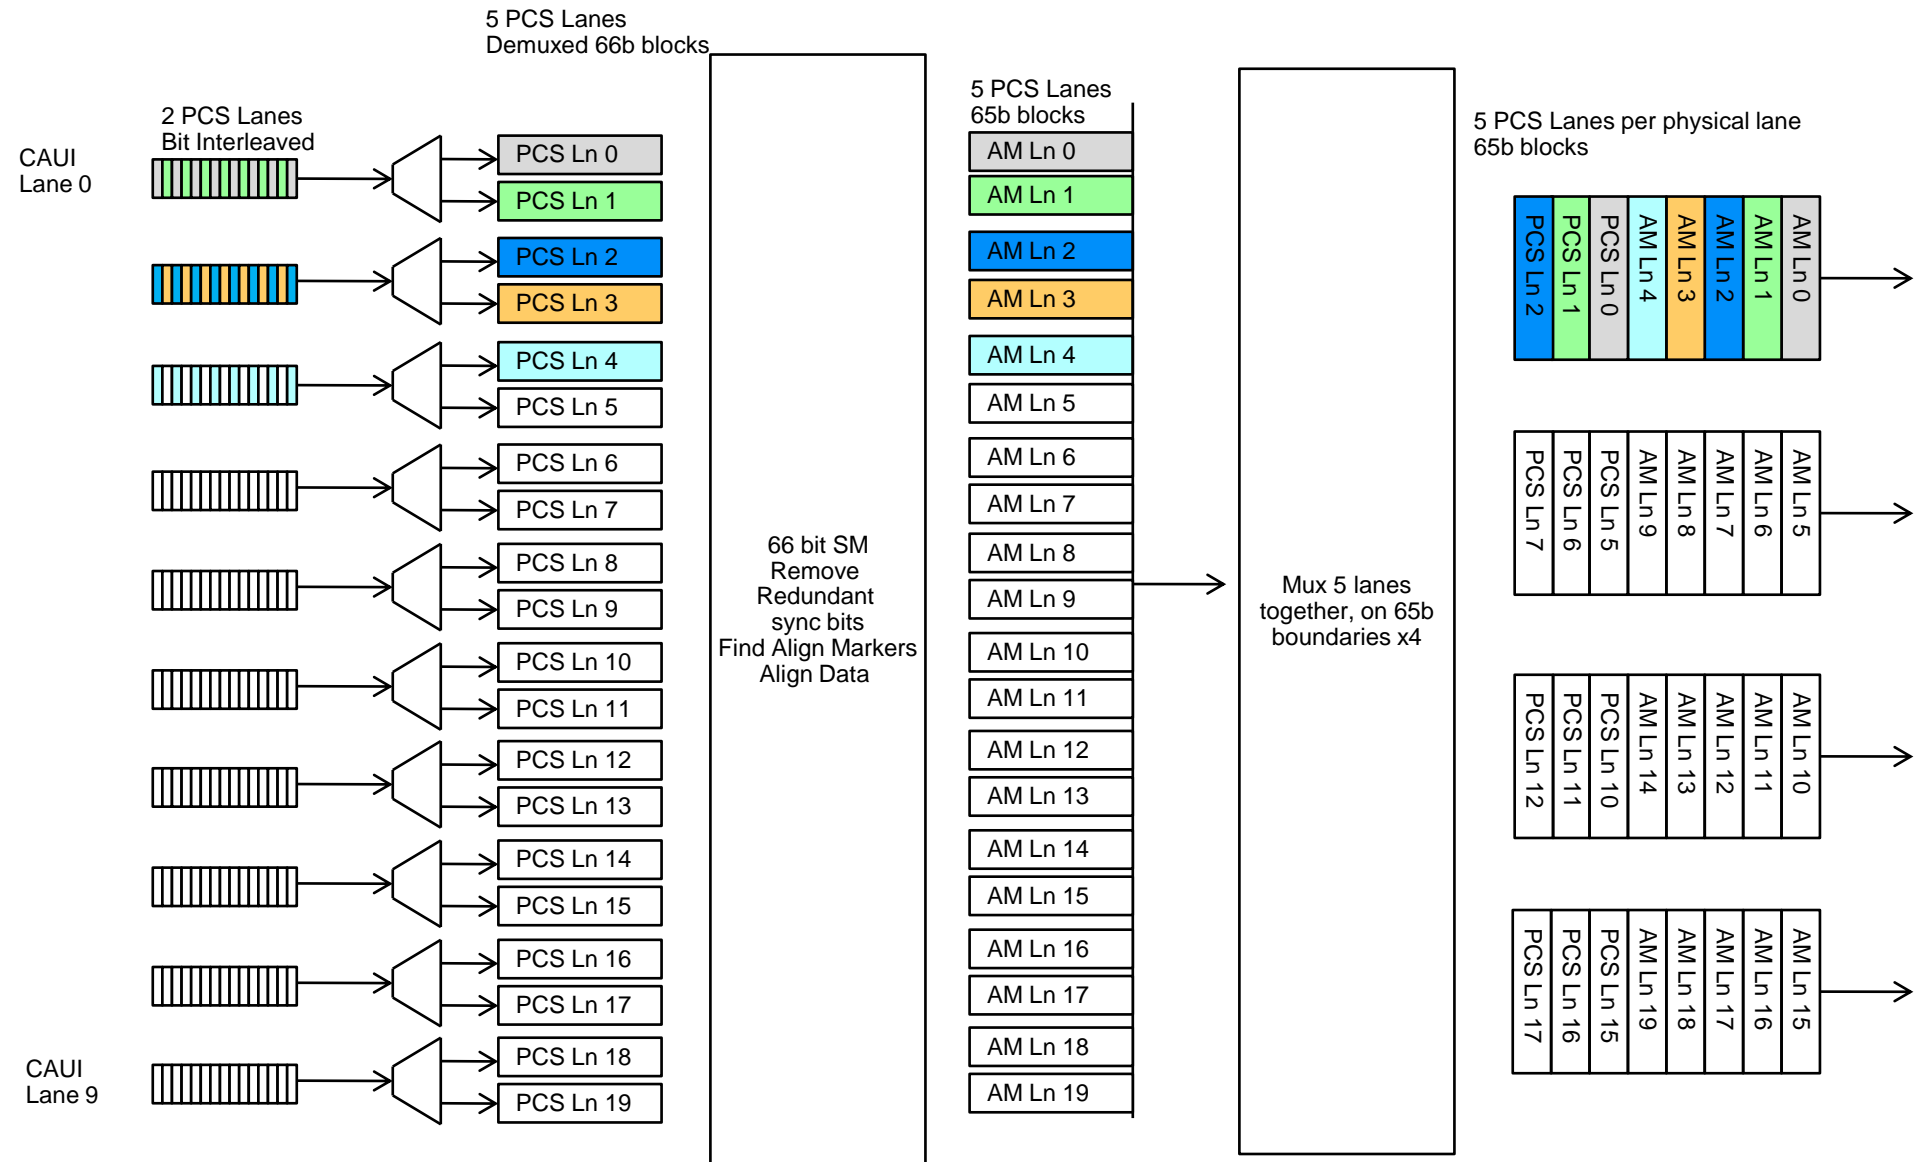 5 PCS Lanes
Demuxed 66b blocks
2 PCS Lanes
Bit Interleaved
CAUI
Lane 0
PCS Ln 0
PCS Ln 1
PCS Ln 2
PCS Ln 3
PCS Ln 4
PCS Ln 5
PCS Ln 6
PCS Ln 7
PCS Ln 8
PCS Ln 9
PCS Ln 10
PCS Ln 11
PCS Ln 12
PCS Ln 13
PCS Ln 14
PCS Ln 15
PCS Ln 16
PCS Ln 17
PCS Ln 18
PCS Ln 19
CAUI
Lane 9
66 bit SM
Remove
Redundant
sync bits
Find Align Markers
Align Data
5 PCS Lanes
65b blocks
AM Ln 0
AM Ln 1
AM Ln 2
AM Ln 3
AM Ln 4
AM Ln 5
AM Ln 6
AM Ln 7
AM Ln 8
AM Ln 9
AM Ln 10
AM Ln 11
AM Ln 12
AM Ln 13
AM Ln 14
AM Ln 15
AM Ln 16
AM Ln 17
AM Ln 18
AM Ln 19
Mux 5 lanes
together, on 65b
boundaries x4
5 PCS Lanes per physical lane
65b blocks
PCS Ln 2
PCS Ln 1
PCS Ln 0
AM Ln 4
AM Ln 3
AM Ln 2
AM Ln 1
AM Ln 0
PCS Ln 7
PCS Ln 6
PCS Ln 5
AM Ln 9
AM Ln 8
AM Ln 7
AM Ln 6
AM Ln 5
PCS Ln 12
PCS Ln 11
PCS Ln 10
AM Ln 14
AM Ln 13
AM Ln 12
AM Ln 11
AM Ln 10
PCS Ln 17
PCS Ln 16
PCS Ln 15
AM Ln 19
AM Ln 18
AM Ln 17
AM Ln 16
AM Ln 15